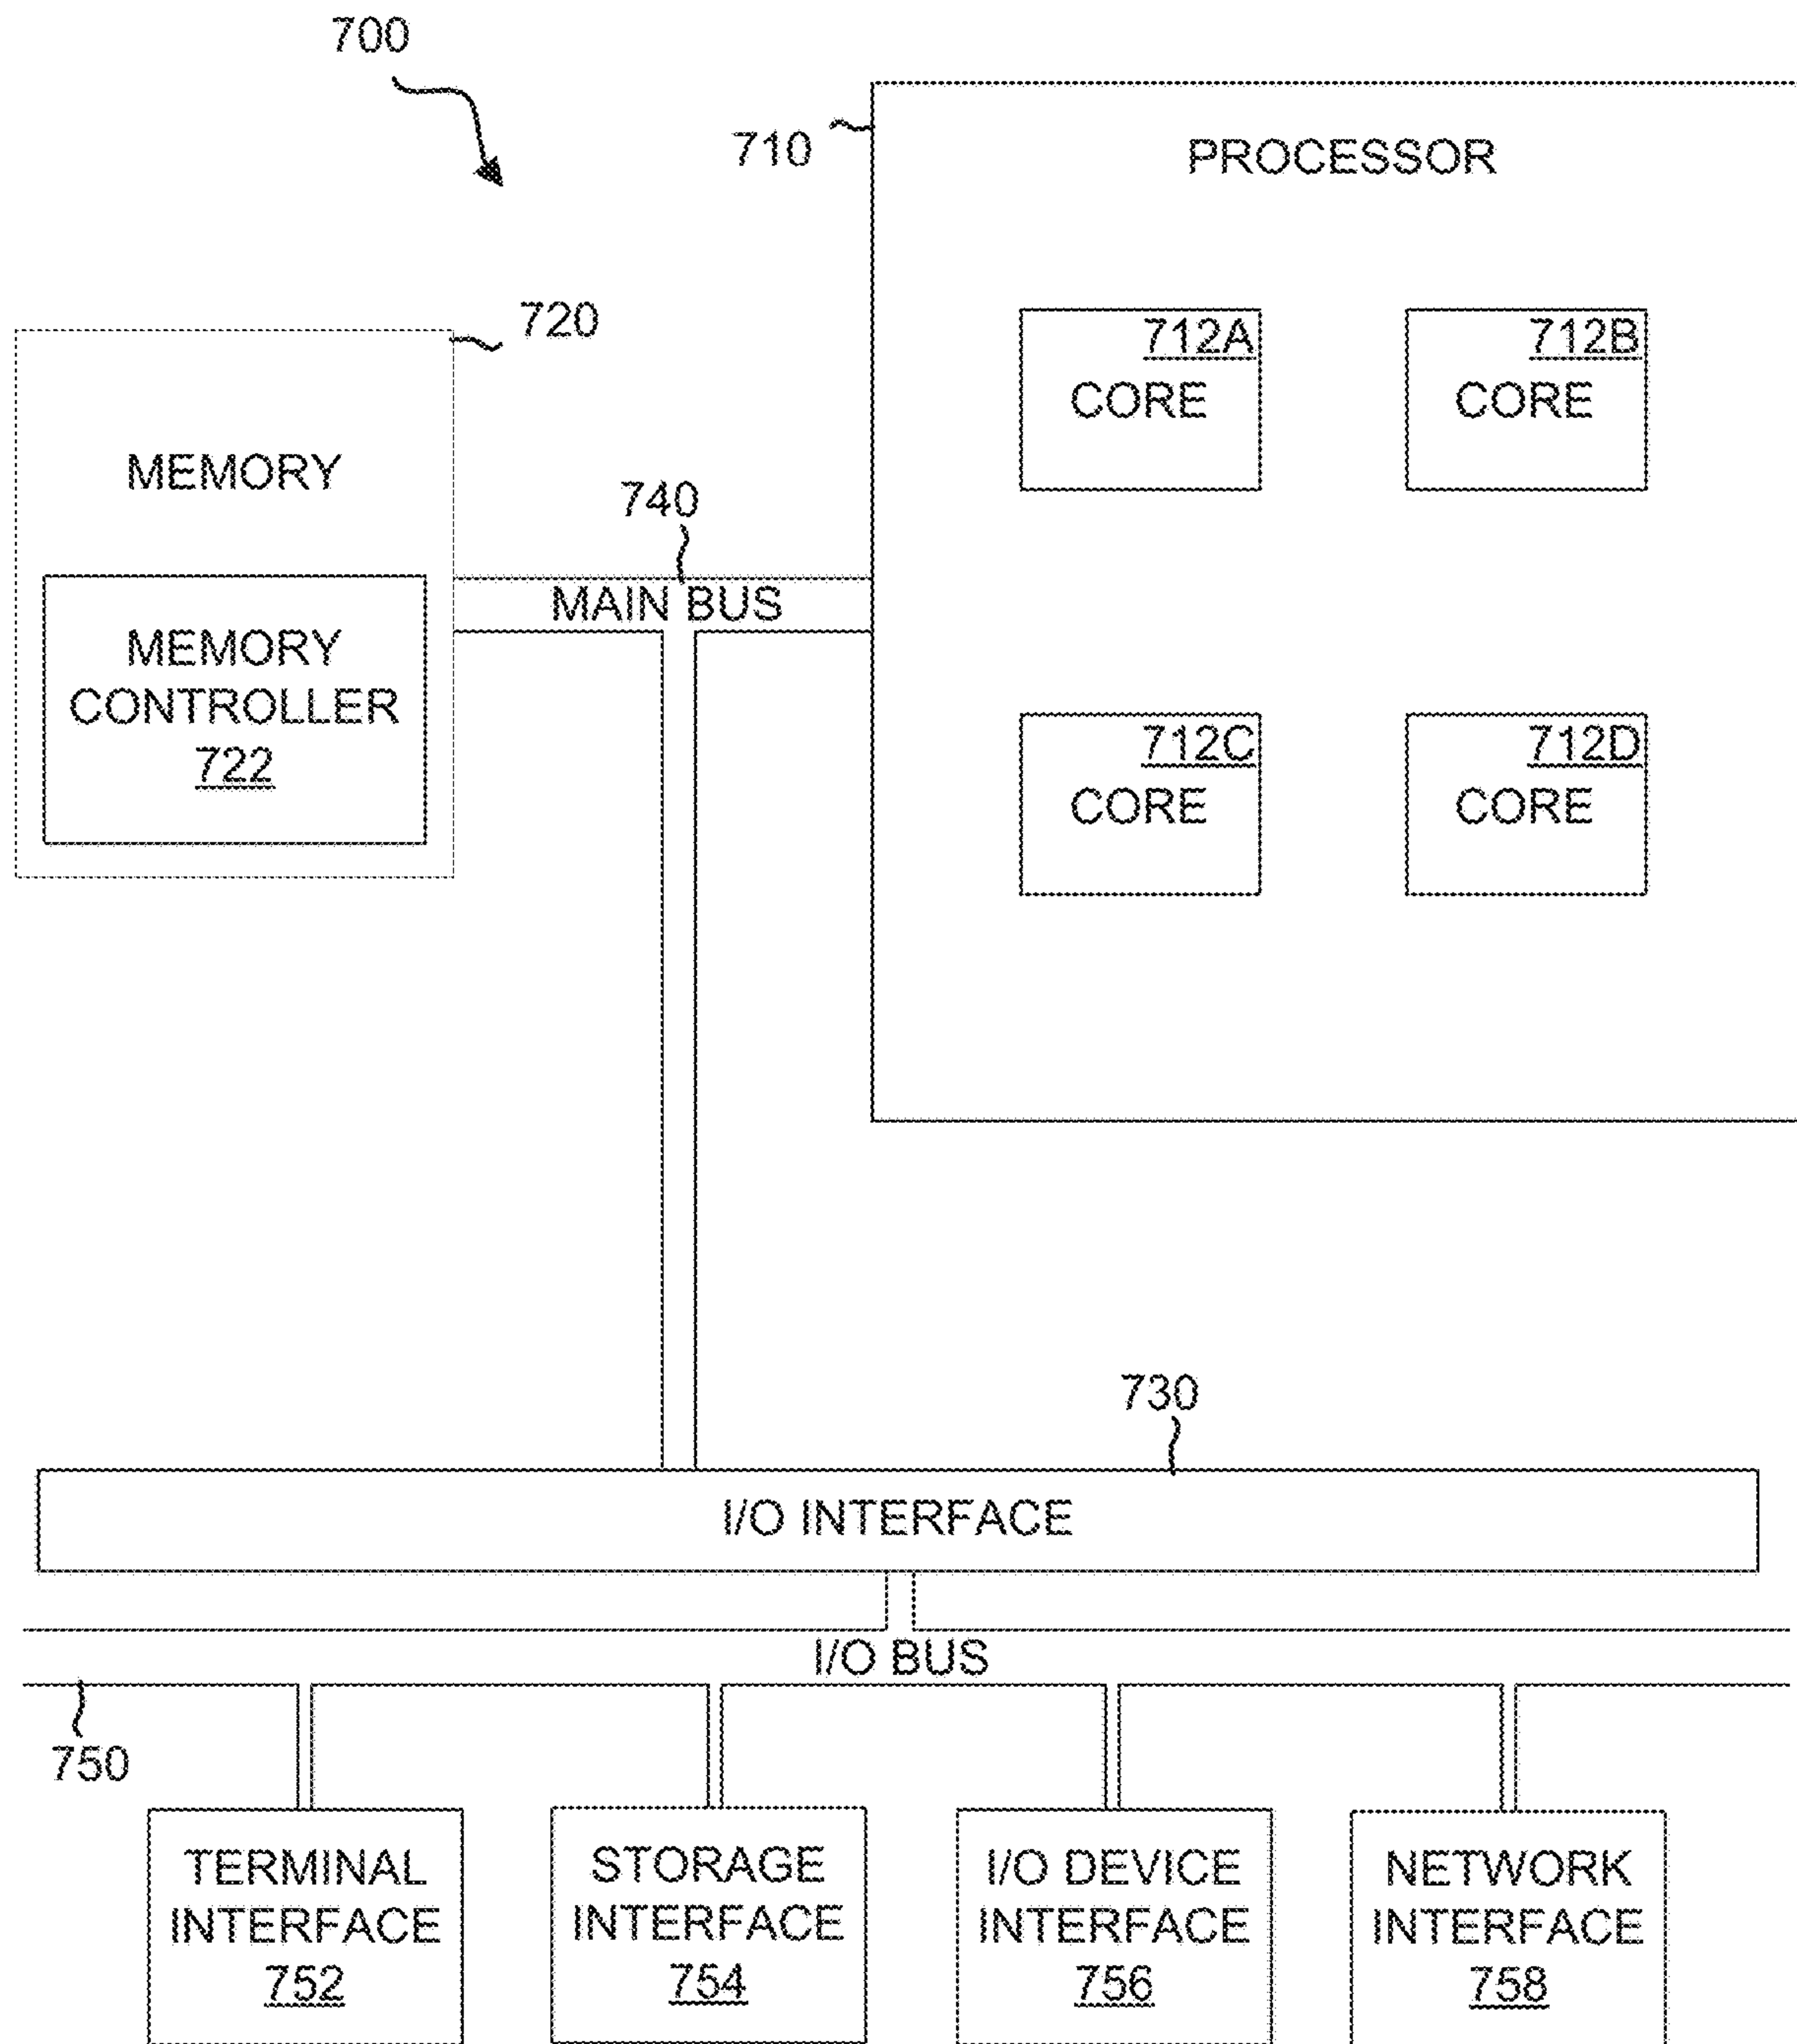 700
710
PROCESSOR
720
712A
CORE
712B
CORE
MEMORY
740
MAIN BUS
MEMORY
CONTROLLER
722
712C
CORE
712D
CORE
730
I/O INTERFACE
I/O BUS
750
TERMINAL
INTERFACE
752
STORAGE
INTERFACE
754
I/O DEVICE
INTERFACE
756
NETWORK
INTERFACE
758